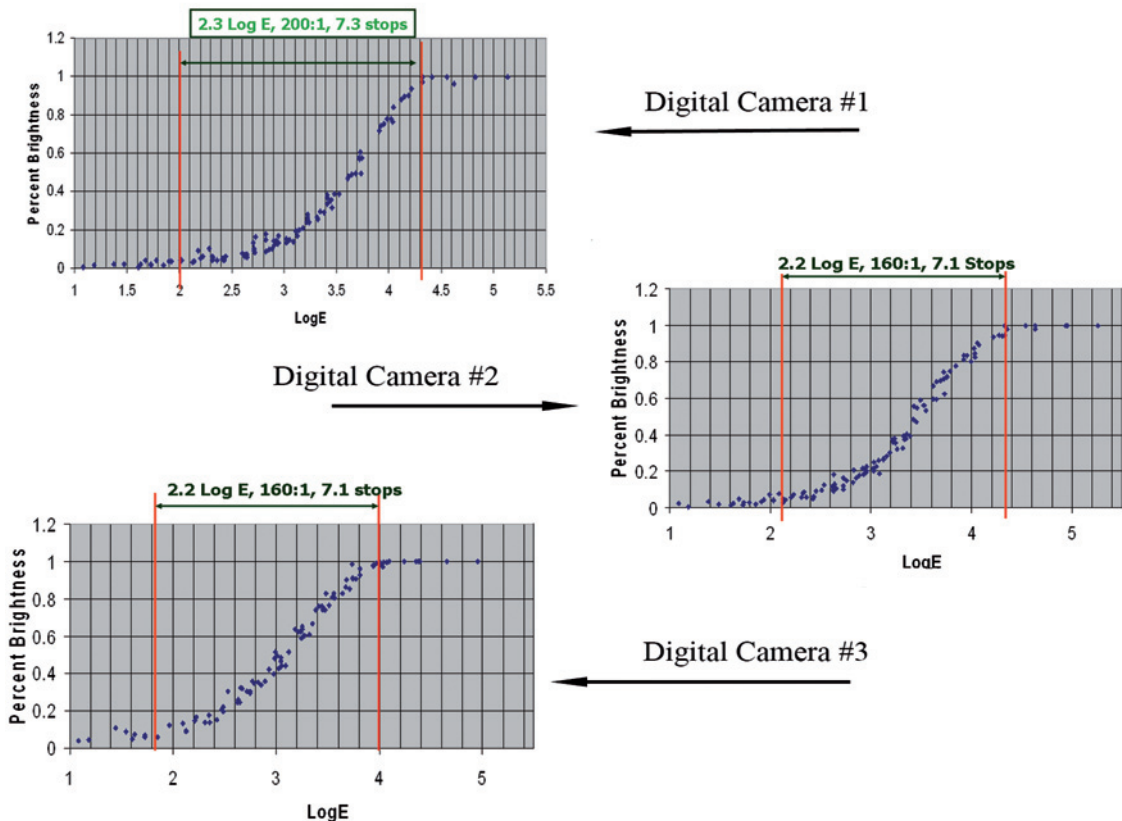 2.3 Log E, 200:1, 7.3 stops
1.2
1
0.8
0.6
0.4
0.2
0
Percent Brightness
1 1.5 2 2.5 3 3.5 4 4.5 5 5.5
LogE
Digital Camera #1
2.2 Log E, 160:1, 7.1 Stops
1.2
1
0.8
0.6
0.4
0.2
0
Percent Brightness
1 2 3 4 5
LogE
Digital Camera #2
2.2 Log E, 160:1, 7.1 stops
1.2
1
0.8
0.6
0.4
0.2
0
Percent Brightness
1 2 3 4 5
LogE
Digital Camera #3